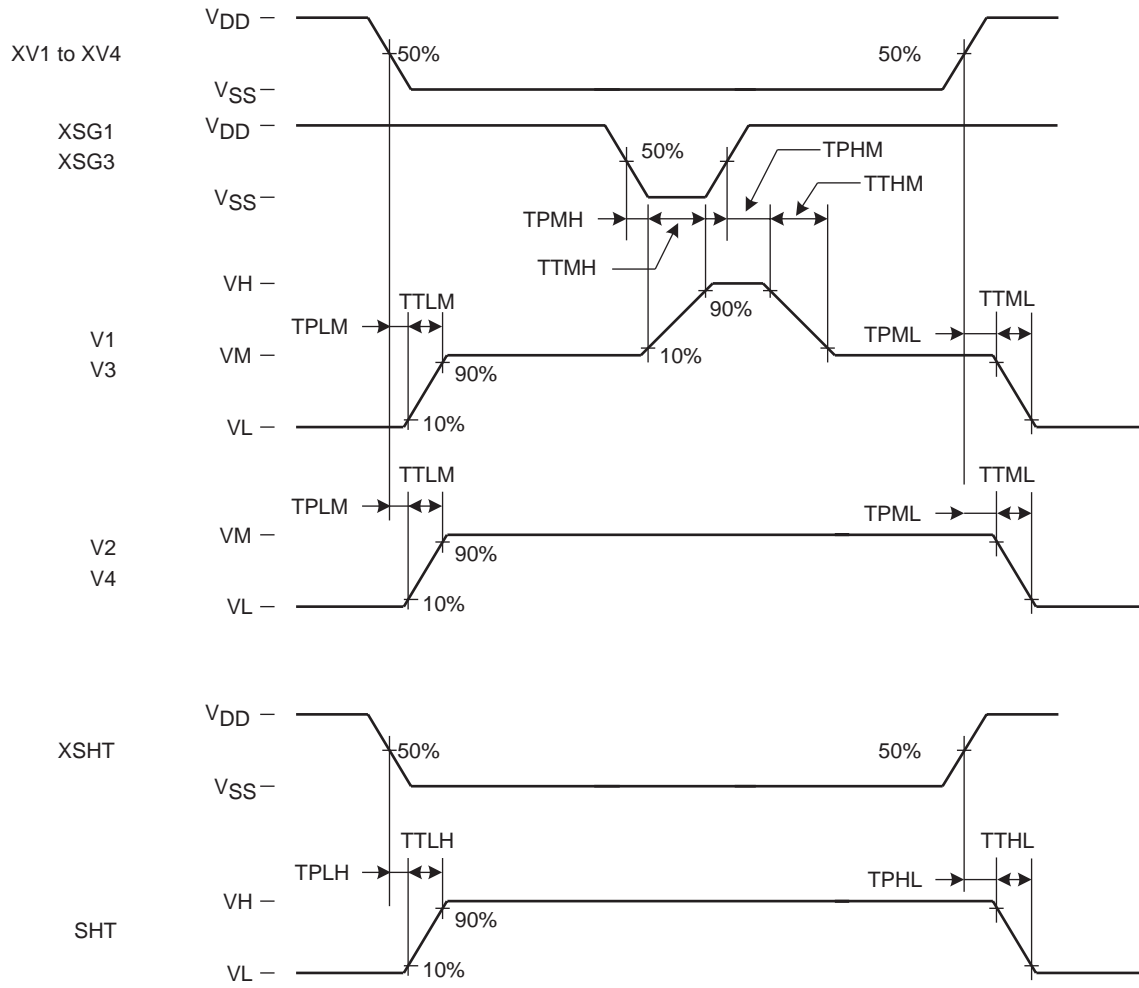 VDD
XV1 to XV4
50%
50%
VSS
XSG1
XSG3
VDD
50%
TPHM
TTHM
VSS
TPMH
TTMH
VH
TTLM
TTML
90%
TPLM
TPML
V1
V3
VM
10%
90%
VL
10%
TTLM
TTML
TPLM
TPML
VM
V2
V4
90%
VL
10%
VDD
XSHT
50%
50%
VSS
TTLH
TTHL
TPLH
TPHL
VH
90%
SHT
VL
10%